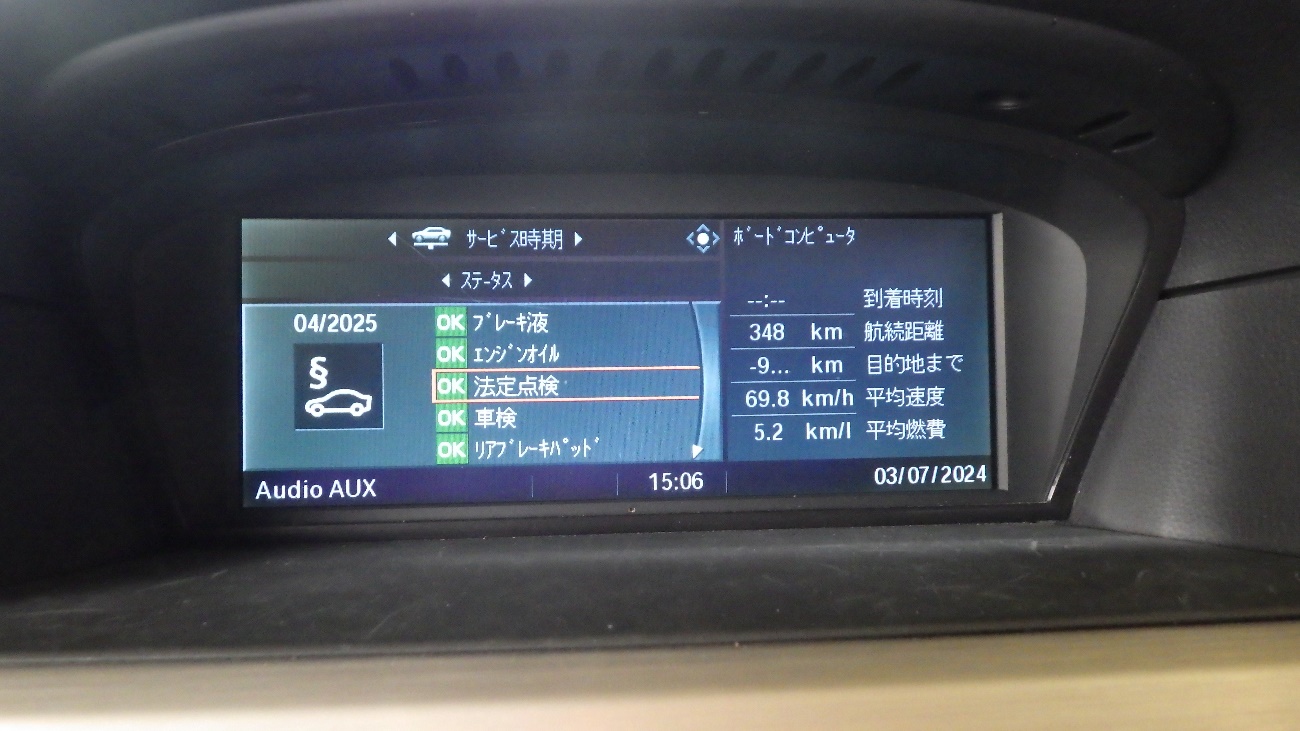 サービス時期
ステータス
04/2025
§
OK ブレーキ液
OK エンジンオイル
OK 法定点検
OK 車検
OK リアブレーキパッド
ボードコンピュータ
--:-- 到着時刻
348 km 航続距離
-9... km 目的地まで
69.8 km/h 平均速度
5.2 km/l 平均燃費
Audio AUX
15:06
03/07/2024